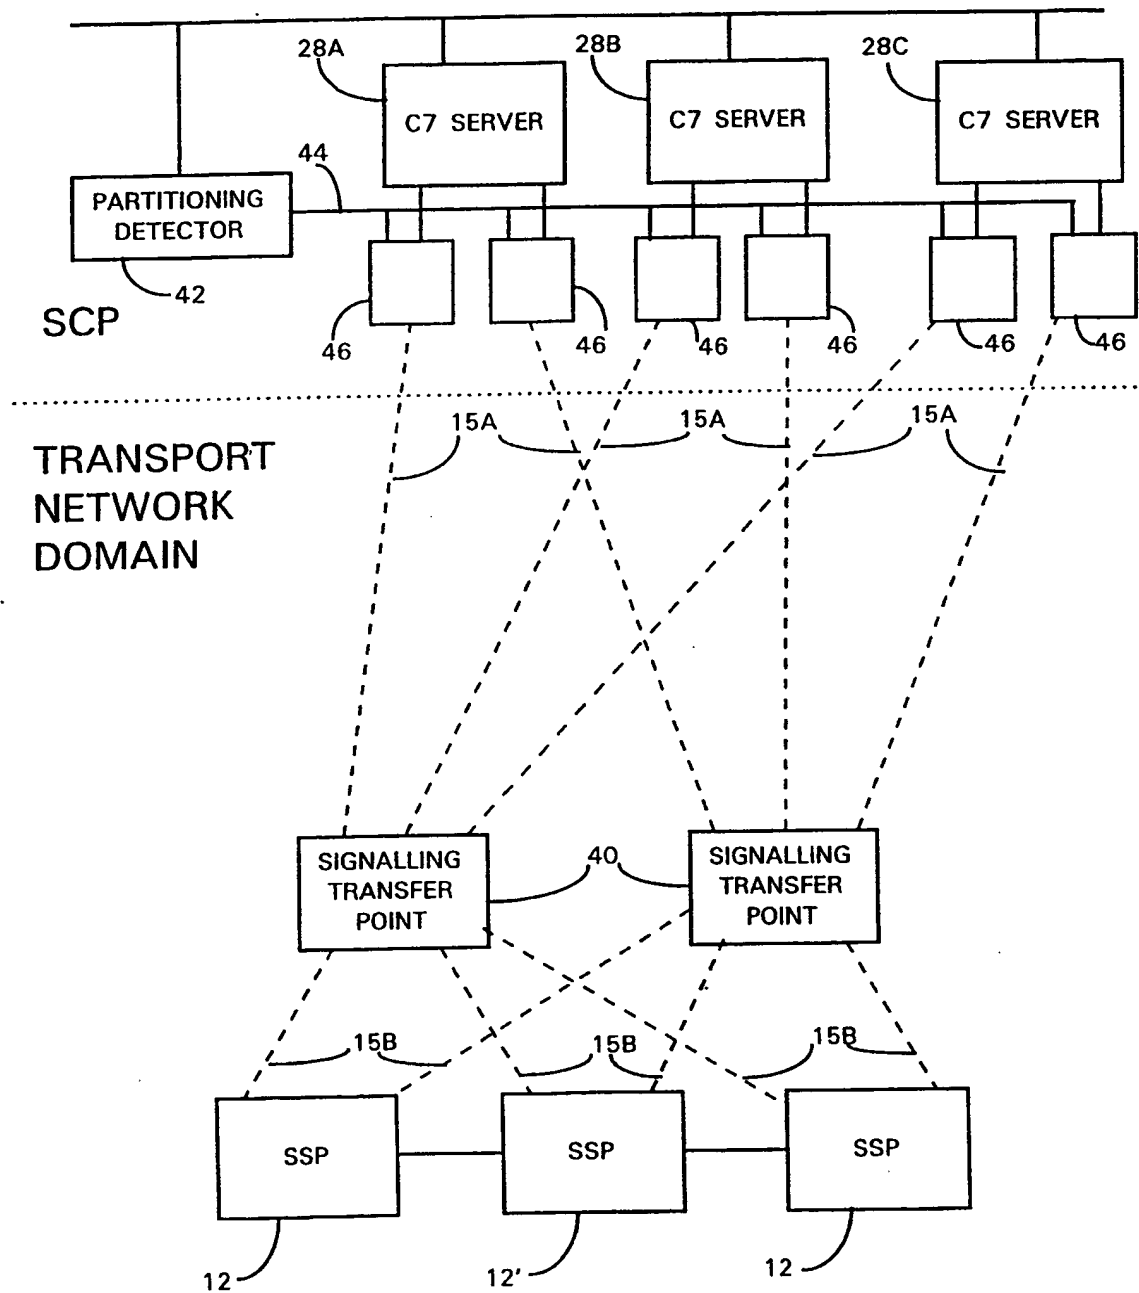 28A
28B
28C
C7 SERVER
C7 SERVER
C7 SERVER
44
PARTITIONING
DETECTOR
42
SCP
46
46
46
46
46
46
15A
15A
15A
TRANSPORT
NETWORK
DOMAIN
SIGNALLING
TRANSFER
POINT
40
SIGNALLING
TRANSFER
POINT
15B
15B
15B
SSP
SSP
SSP
12
12'
12